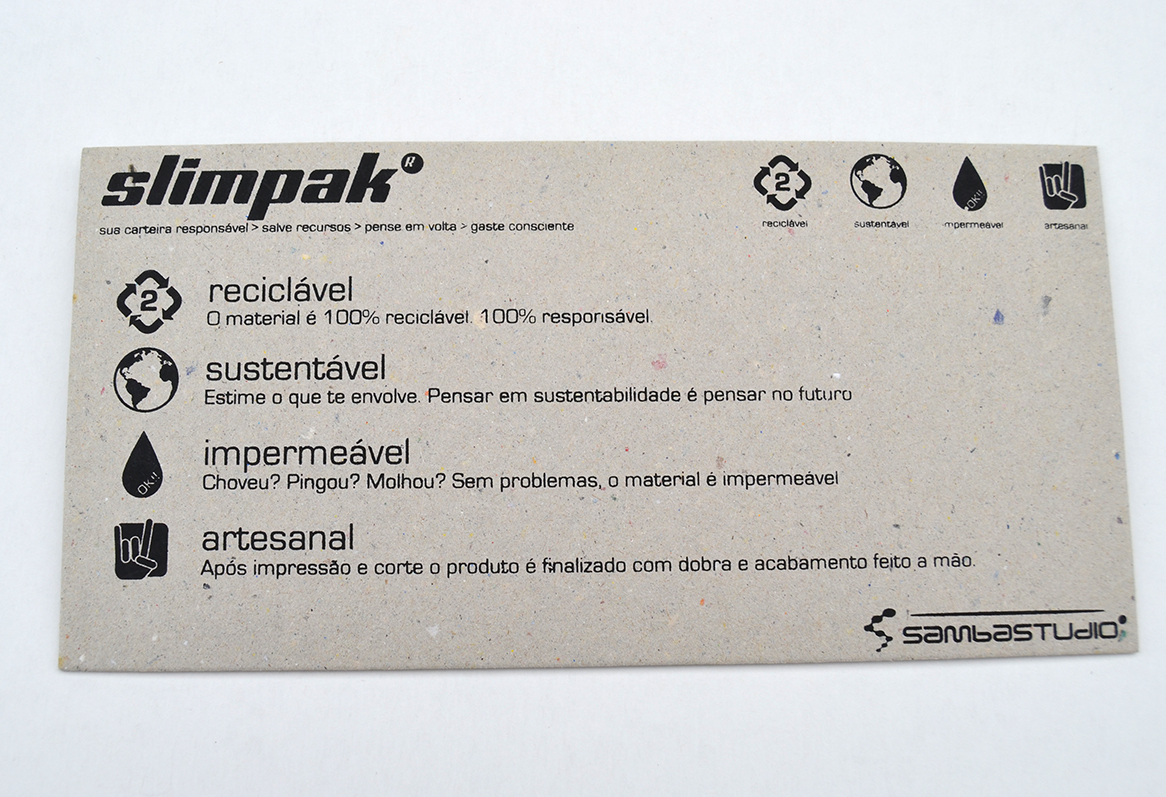 slimpak®
sua carteira responsável > salve recursos > pense em volta > gaste consciente
2
reciclável
sustentável
OK!!
impermeável
artesanal
2
reciclável
O material é 100% reciclável. 100% responsável.
sustentável
Estime o que te envolve. Pensar em sustentabilidade é pensar no futuro
OK!!
impermeável
Choveu? Pingou? Molhou? Sem problemas, o material é impermeável
artesanal
Após impressão e corte o produto é finalizado com dobra e acabamento feito a mão.
sambastudio